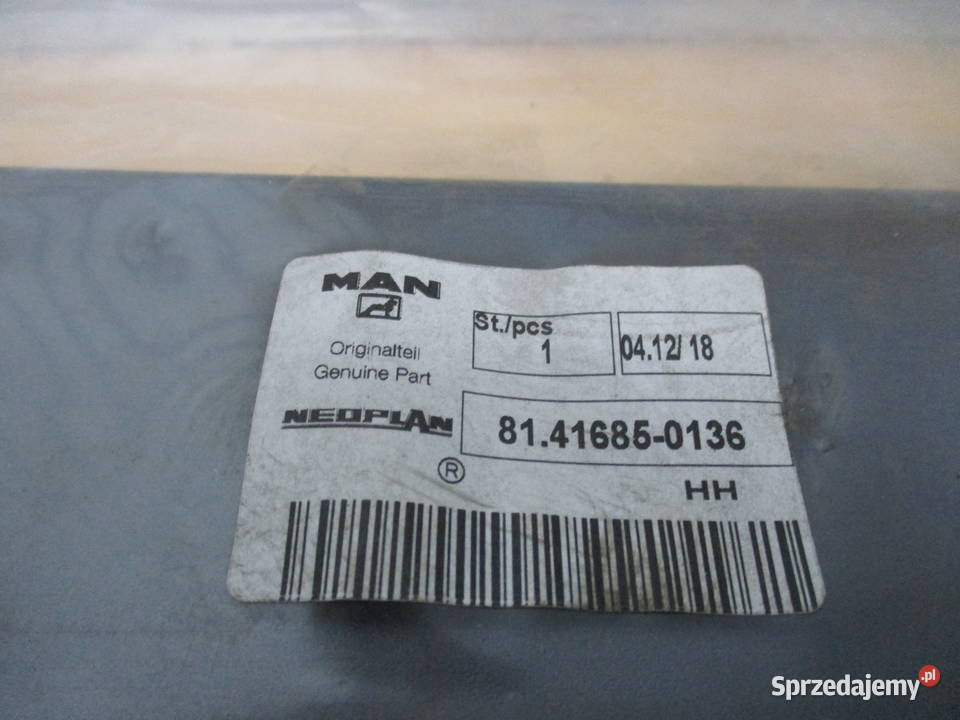 MAN
Originalteil
Genuine Part
NEOPLAN
®
St./pcs
1
04.12/ 18
81.41685-0136
HH
Sprzedajemy.pl